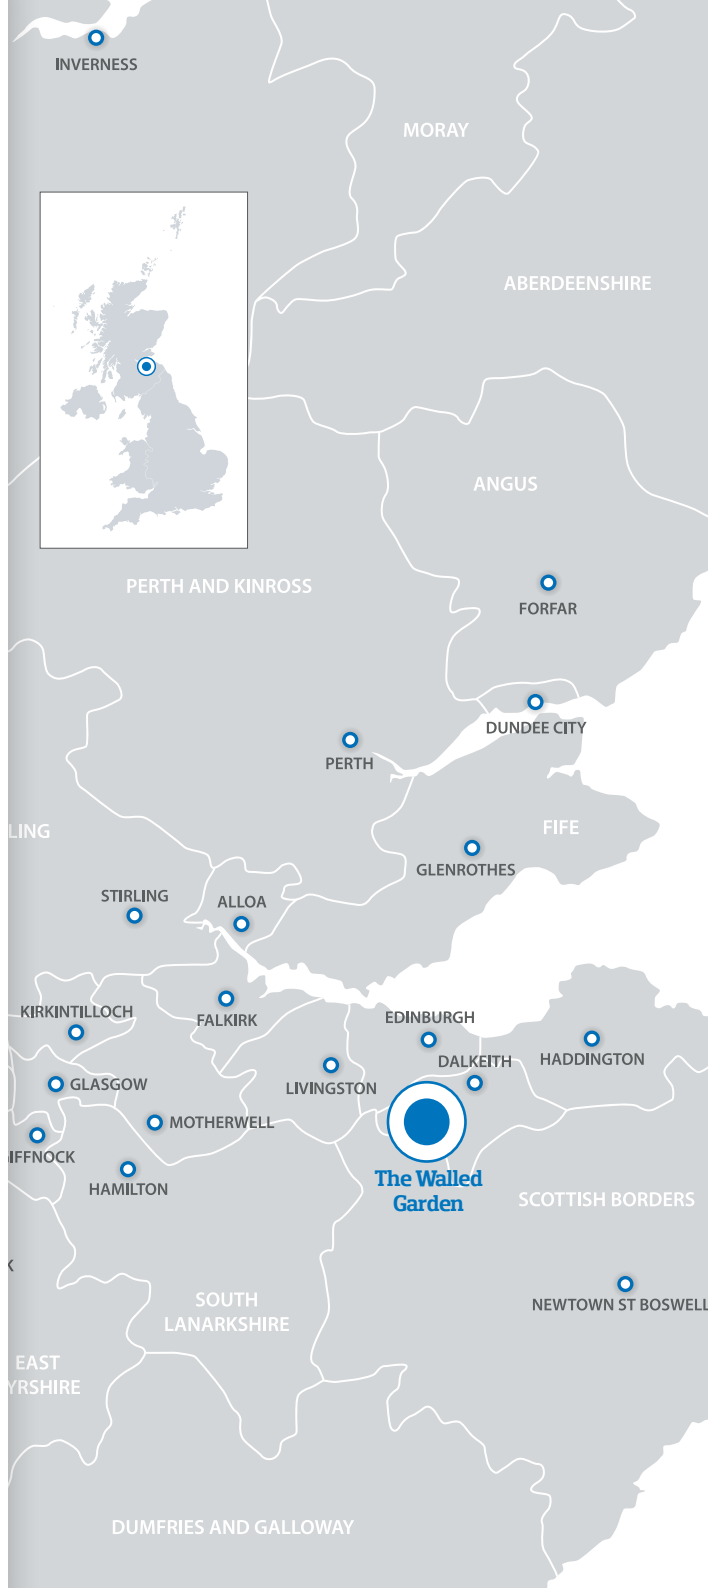 INVERNESS
MORAY
ABERDEENSHIRE
ANGUS
PERTH AND KINROSS
FORFAR
DUNDEE CITY
PERTH
LING
FIFE
GLENROTHES
STIRLING
ALLOA
KIRKINTILLOCH
FALKIRK
EDINBURGH
DALKEITH
HADDINGTON
GLASGOW
LIVINGSTON
MOTHERWELL
IFFNOCK
HAMILTON
The Walled
Garden
SCOTTISH BORDERS
K
NEWTOWN ST BOSWELL
SOUTH
LANARKSHIRE
EAST
YRSHIRE
DUMFRIES AND GALLOWAY